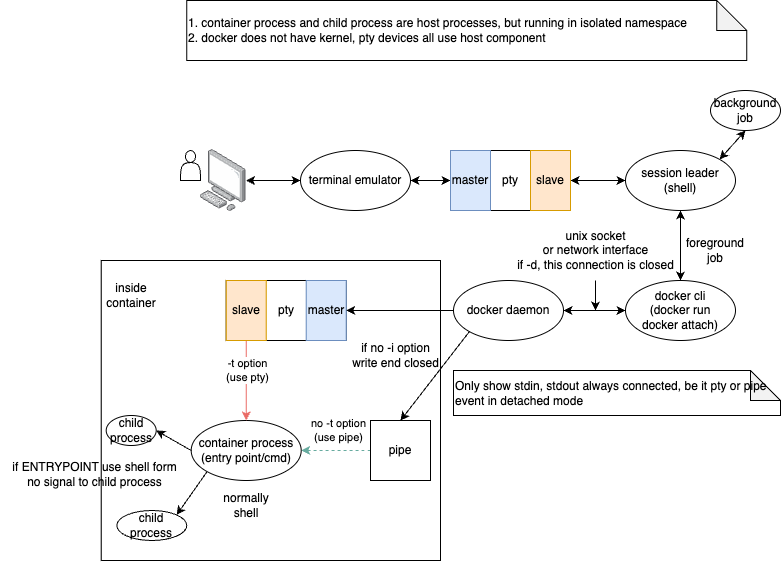 1. container process and child process are host processes, but running in isolated namespace
2. docker does not have kernel, pty devices all use host component
background
job
terminal emulator
master
pty
slave
session leader
(shell)
unix socket
or network interface
if -d, this connection is closed
foreground
job
inside
container
slave
pty
master
docker daemon
docker cli
(docker run
docker attach)
if no -i option
write end closed
-t option
(use pty)
Only show stdin, stdout always connected, be it pty or pipe
event in detached mode
child
process
no -t option
(use pipe)
container process
(entry point/cmd)
pipe
if ENTRYPOINT use shell form
no signal to child process
normally
shell
child
process